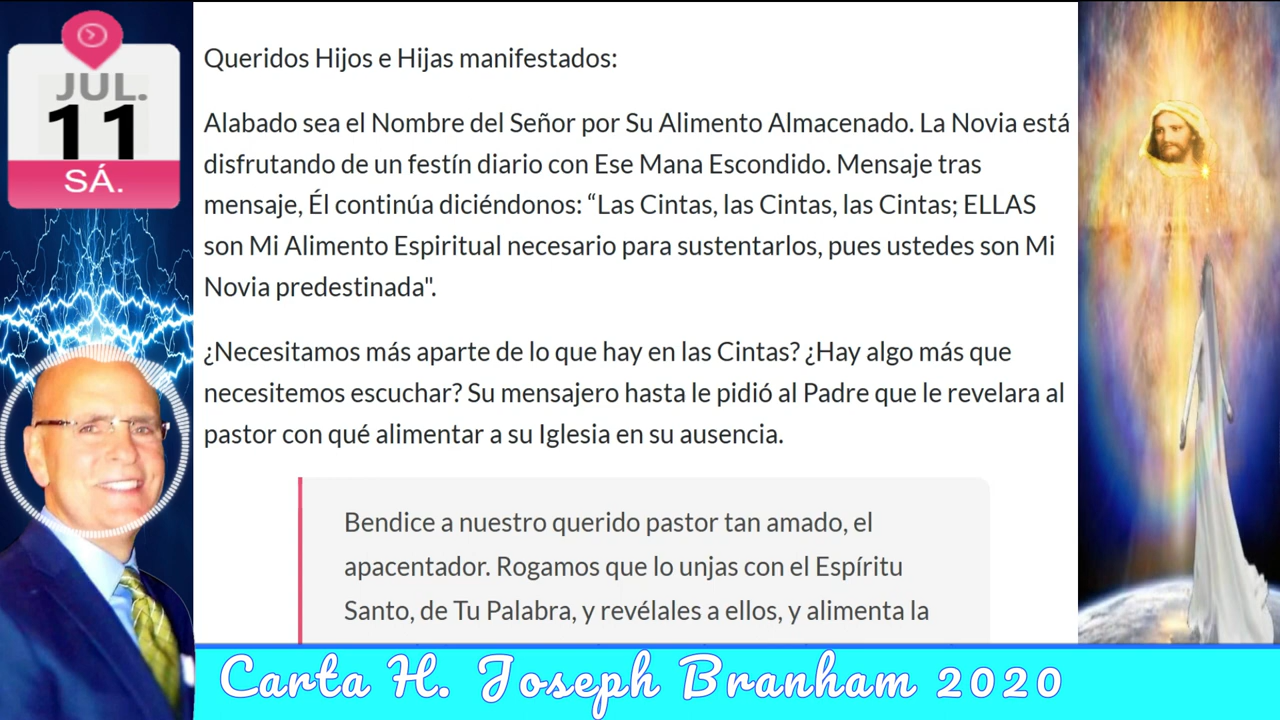 JUL.
11
SÁ.
Queridos Hijos e Hijas manifestados:
Alabado sea el Nombre del Señor por Su Alimento Almacenado. La Novia está
disfrutando de un festín diario con Ese Mana Escondido. Mensaje tras
mensaje, Él continúa diciéndonos: “Las Cintas, las Cintas, las Cintas; ELLAS
son Mi Alimento Espiritual necesario para sustentarlos, pues ustedes son Mi
Novia predestinada".
¿Necesitamos más aparte de lo que hay en las Cintas? ¿Hay algo más que
necesitemos escuchar? Su mensajero hasta le pidió al Padre que le revelara al
pastor con qué alimentar a su Iglesia en su ausencia.
Bendice a nuestro querido pastor tan amado, el
apacentador. Rogamos que lo unjas con el Espíritu
Santo, de Tu Palabra, y revélales a ellos, y alimenta la
Carta H. Joseph Branham 2020